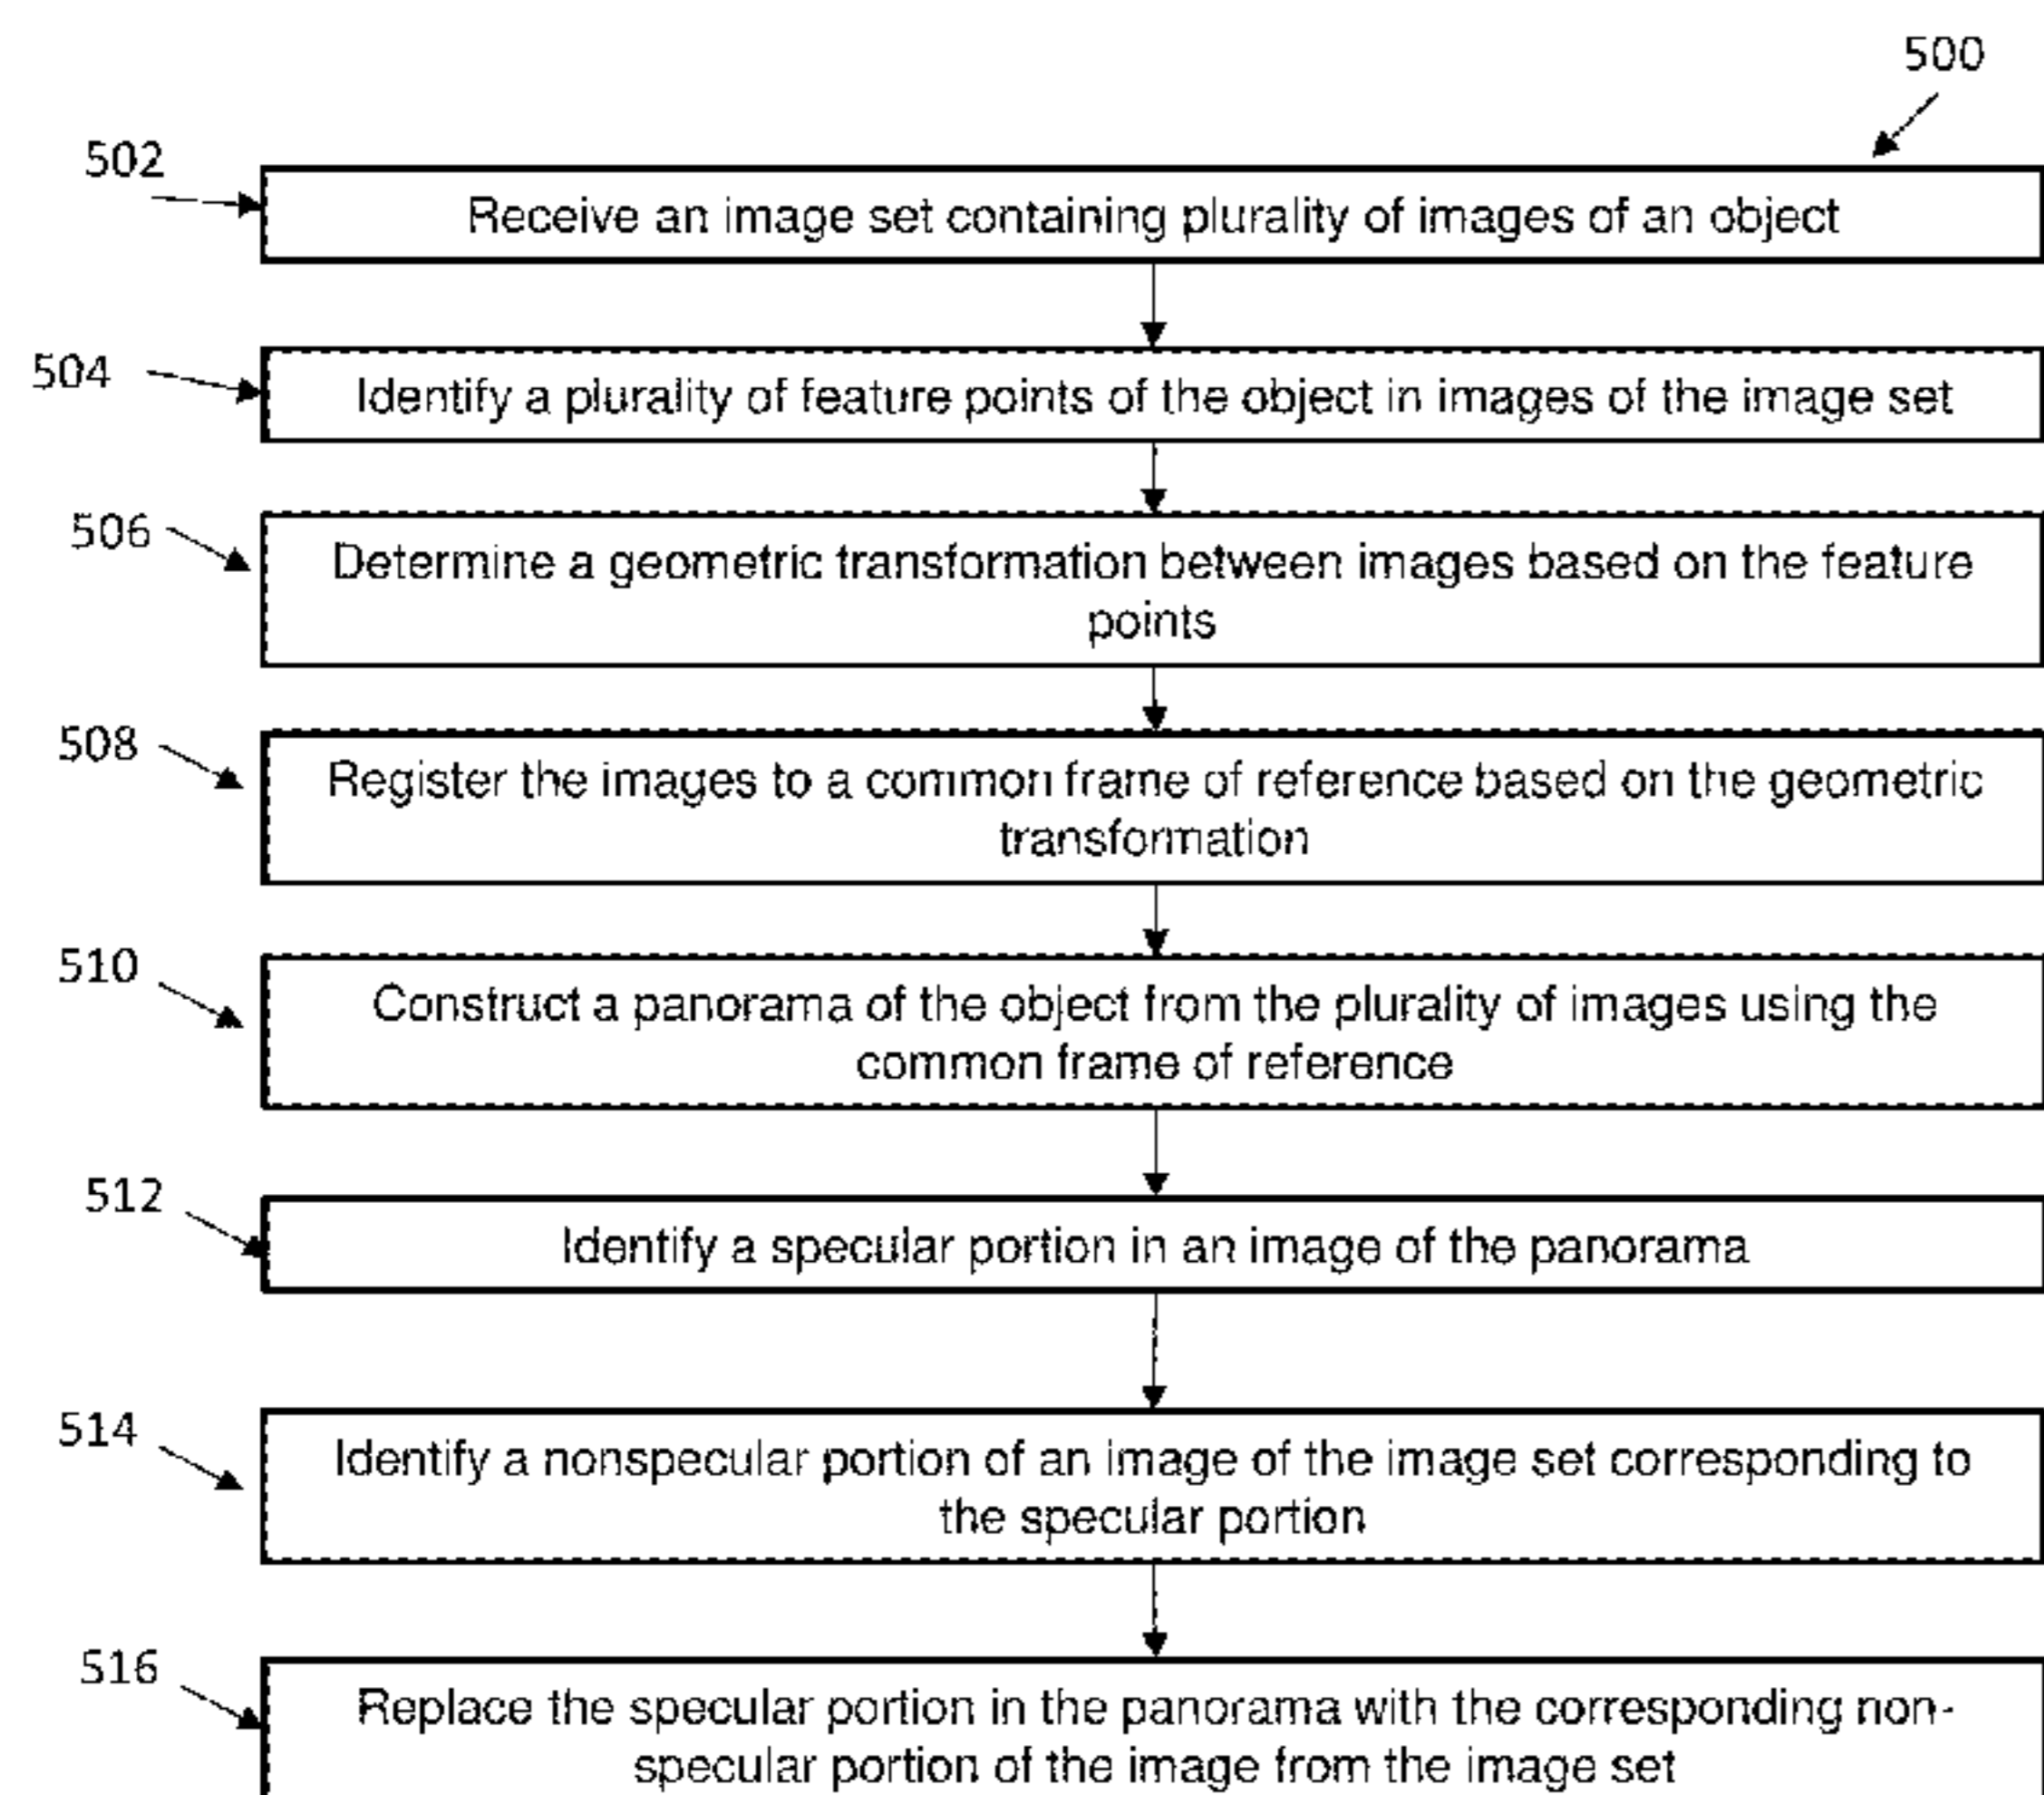 500
502
Receive an image set containing plurality of images of an object
504
Identify a plurality of feature points of the object in images of the image set
506
Determine a geometric transformation between images based on the feature
points
508
Register the images to a common frame of reference based on the geometric
transformation
510
Construct a panorama of the object from the plurality of images using the
common frame of reference
512
Identify a specular portion in an image of the panorama
514
Identify a nonspecular portion of an image of the image set corresponding to
the specular portion
516
Replace the specular portion in the panorama with the corresponding non-
specular portion of the image from the image set